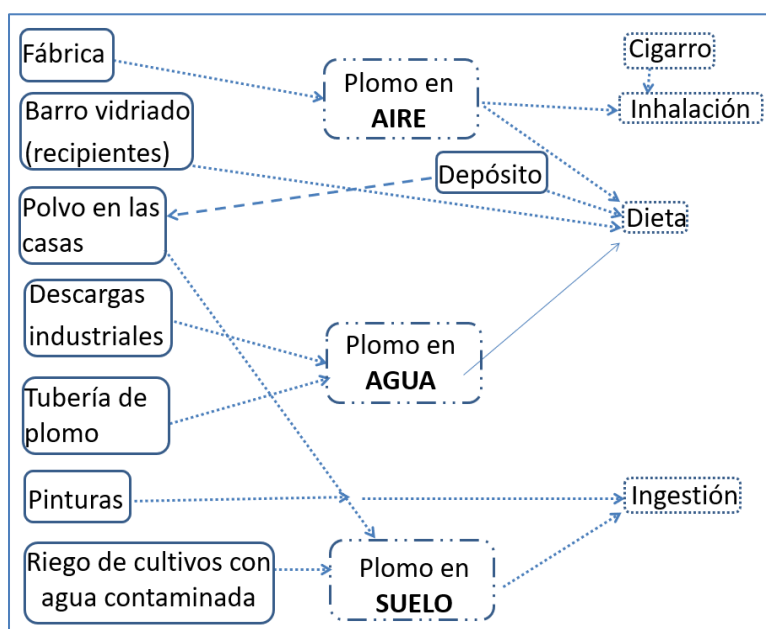 Fábrica
Barro vidriado
(recipientes)
Polvo en las
casas
Descargas
industriales
Tubería de
plomo
Pinturas
Riego de cultivos con
agua contaminada
Plomo en
AIRE
Depósito
Plomo en
AGUA
Plomo en
SUELO
Cigarro
Inhalación
Dieta
Ingestión